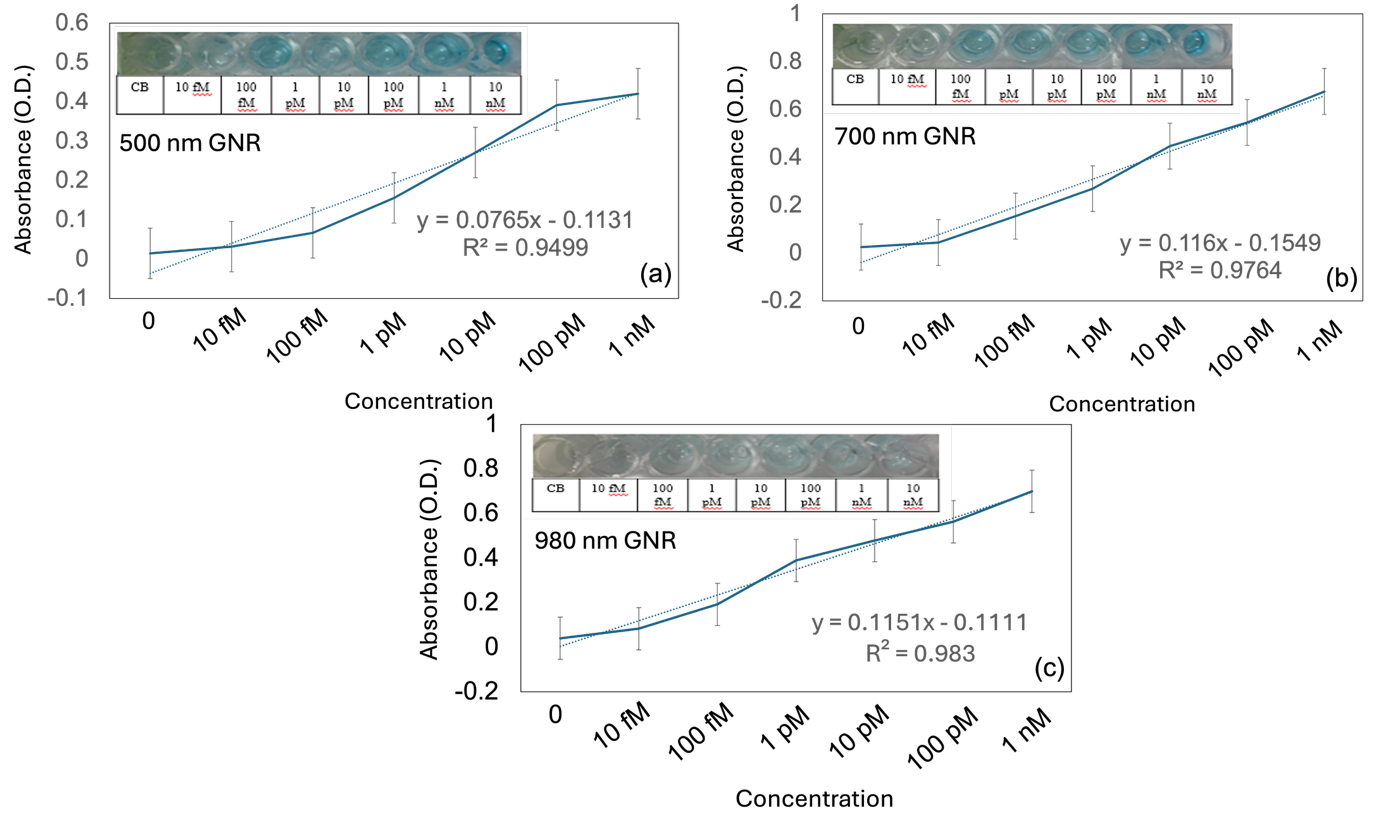 0.6
0.5
0.4
0.3
0.2
0.1
0
-0.1
Absorbance (O.D.)
CB 10 fM 100 fM 1 pM 10 pM 100 pM 1 nM 10 nM
500 nm GNR
y = 0.0765x - 0.1131
R² = 0.9499
(a)
0 10 fM 100 fM 1 pM 10 pM 100 pM 1 nM
Concentration
1
0.8
0.6
0.4
0.2
0
-0.2
Absorbance (O.D.)
CB 10 fM 100 fM 1 pM 10 pM 100 pM 1 nM 10 nM
700 nm GNR
y = 0.116x - 0.1549
R² = 0.9764
(b)
0 10 fM 100 fM 1 pM 10 pM 100 pM 1 nM
Concentration
1
0.8
0.6
0.4
0.2
0
-0.2
Absorbance (O.D.)
CB 10 fM 100 fM 1 pM 10 pM 100 pM 1 nM 10 nM
980 nm GNR
y = 0.1151x - 0.1111
R² = 0.983
(c)
0 10 fM 100 fM 1 pM 10 pM 100 pM 1 nM
Concentration